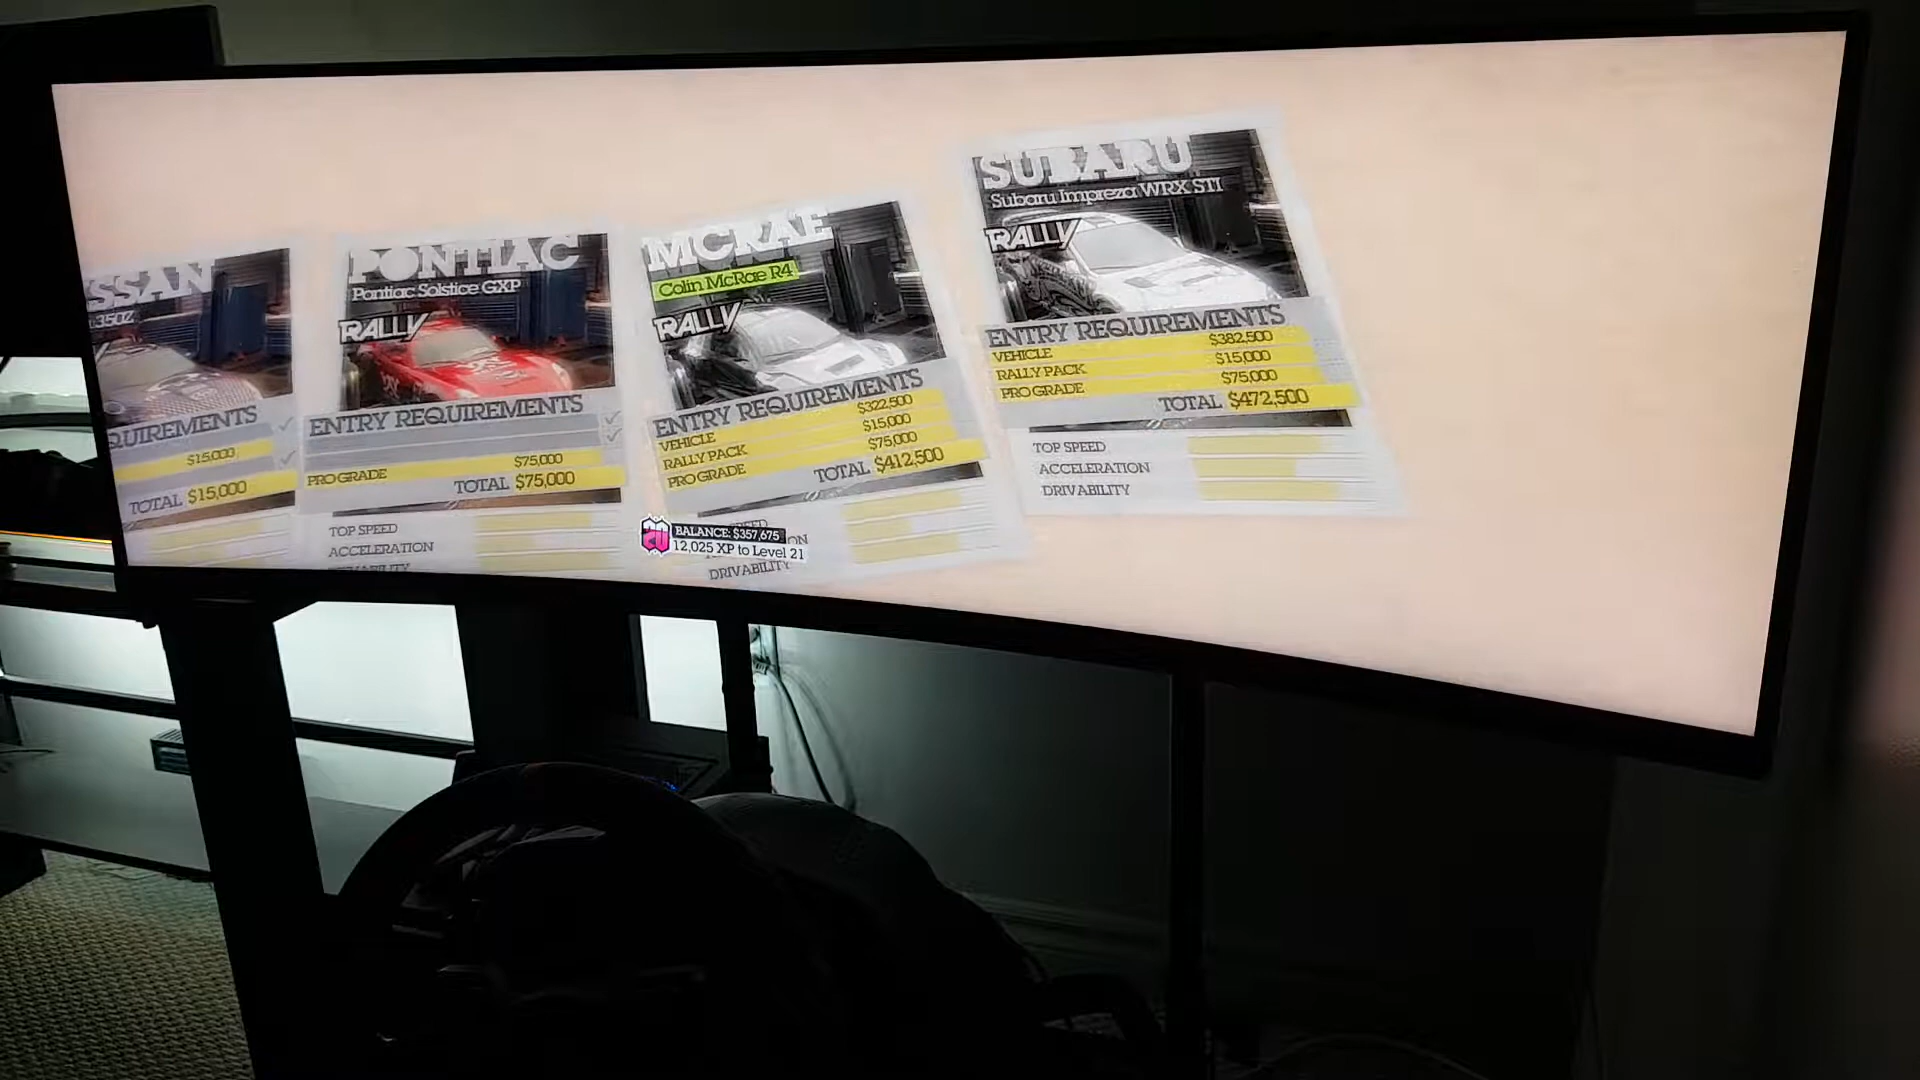 SSAN
350Z
QUIREMENTS
$15,000
TOTAL $15,000
PONTIAC
Pontiac Solstice GXP
RALLY
ENTRY REQUIREMENTS
PRO GRADE $75,000
TOTAL $75,000
TOP SPEED
ACCELERATION
MCRAE
Colin McRae R4
RALLY
ENTRY REQUIREMENTS
VEHICLE $322,500
RALLY PACK $15,000
PRO GRADE $75,000
TOTAL $412,500
DRIVABILITY
20
BALANCE: $357,675
12,025 XP to Level 21
SUBARU
Subaru Impreza WRX STI
RALLY
ENTRY REQUIREMENTS
VEHICLE $382,500
RALLY PACK $15,000
PRO GRADE $75,000
TOTAL $472,500
TOP SPEED
ACCELERATION
DRIVABILITY